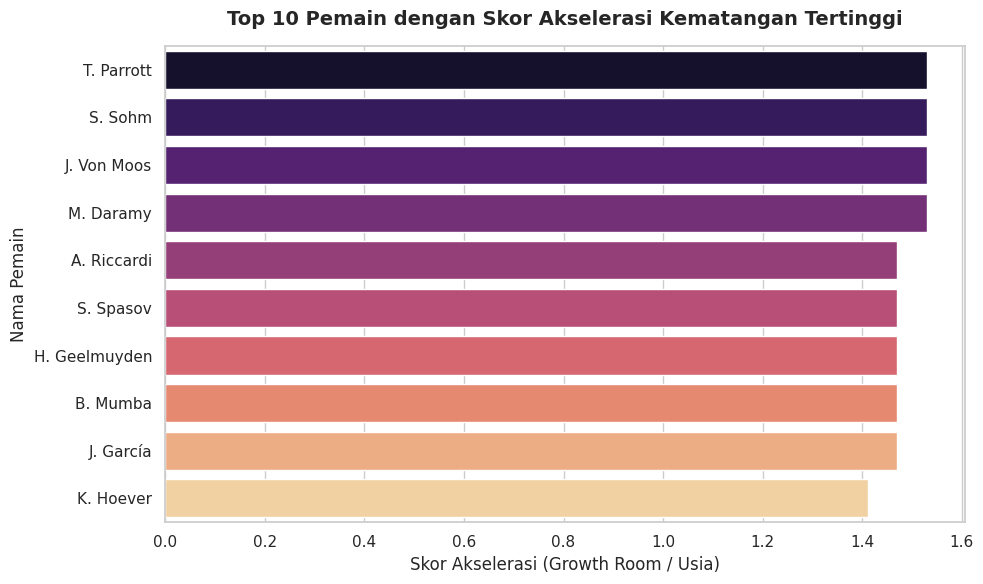 Top 10 Pemain dengan Skor Akselerasi Kematangan Tertinggi
Nama Pemain
T. Parrott
S. Sohm
J. Von Moos
M. Daramy
A. Riccardi
S. Spasov
H. Geelmuyden
B. Mumba
J. García
K. Hoever
0.0 0.2 0.4 0.6 0.8 1.0 1.2 1.4 1.6
Skor Akselerasi (Growth Room / Usia)